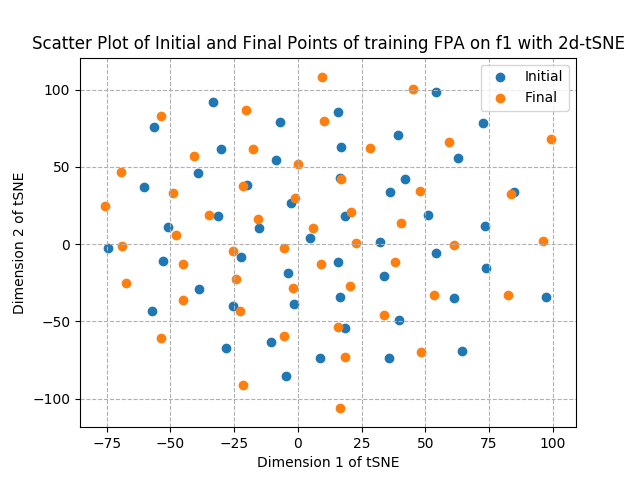 Scatter Plot of Initial and Final Points of training FPA on f1 with 2d-tSNE
Initial
Final
100
50
0
−50
−100
Dimension 2 of tSNE
−75
−50
−25
0
25
50
75
100
Dimension 1 of tSNE